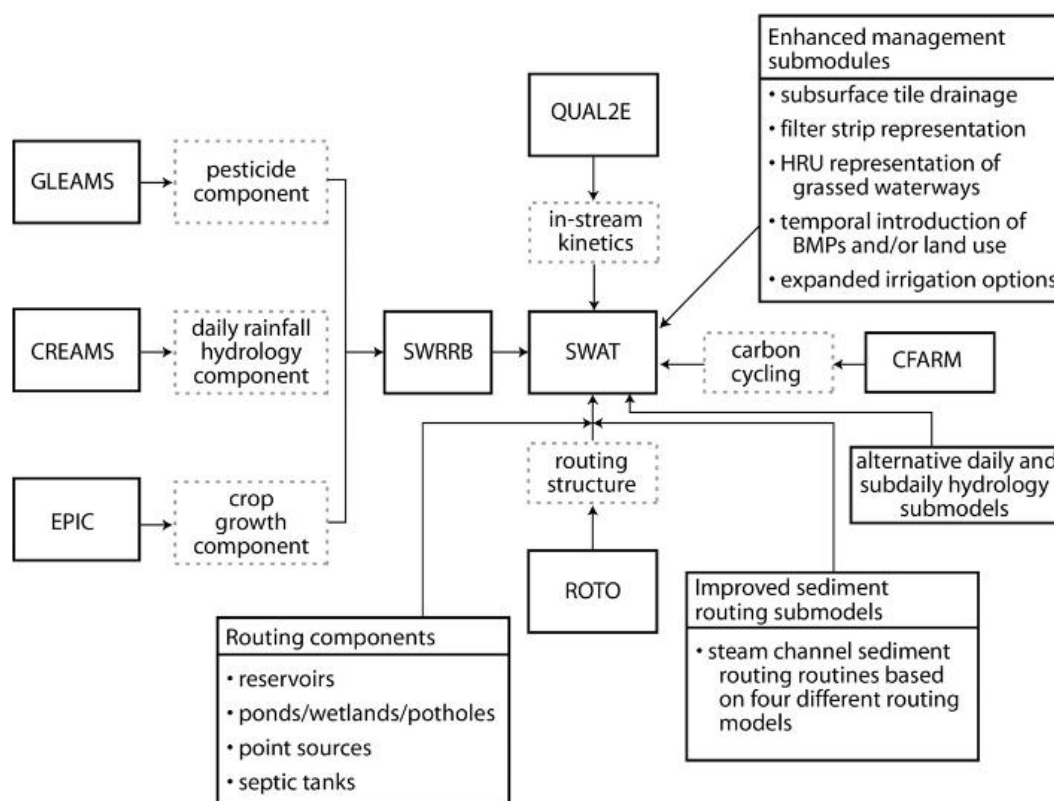 Enhanced management
submodules
• subsurface tile drainage
• filter strip representation
• HRU representation of
grassed waterways
• temporal introduction of
BMPs and/or land use
• expanded irrigation options
QUAL2E
in-stream
kinetics
GLEAMS
pesticide
component
CREAMS
daily rainfall
hydrology
component
SWRRB
SWAT
carbon
cycling
CFARM
EPIC
crop
growth
component
routing
structure
ROTO
alternative daily and
subdaily hydrology
submodels
Routing components
• reservoirs
• ponds/wetlands/potholes
• point sources
• septic tanks
Improved sediment
routing submodels
• steam channel sediment
routing routines based
on four different routing
models